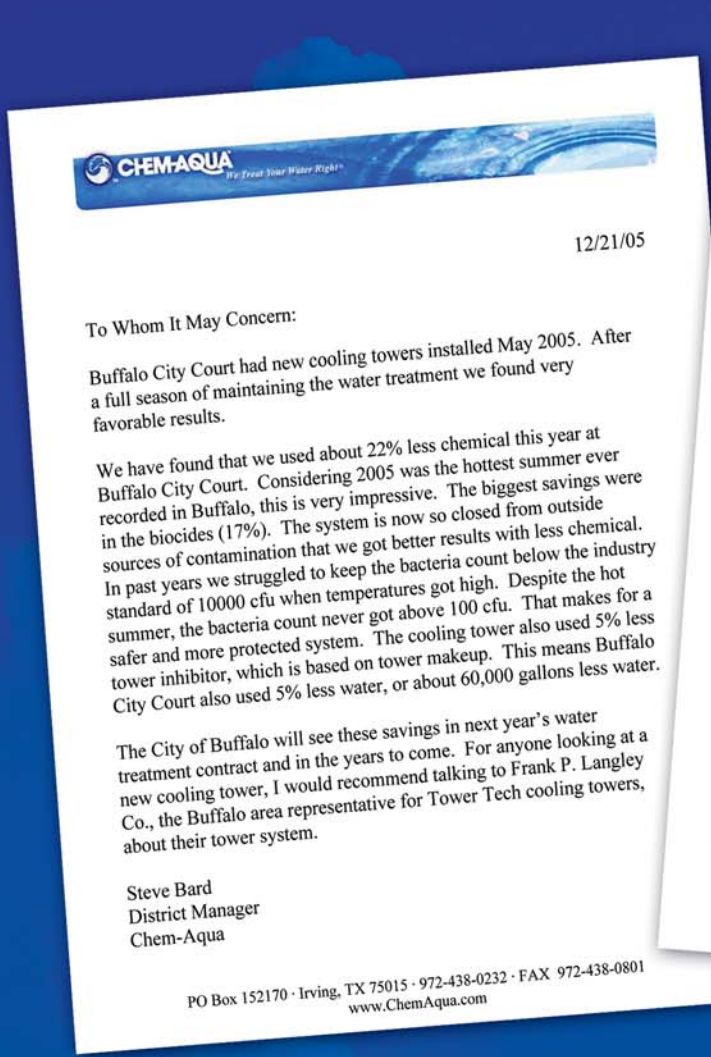 CHEM-AQUA
We Treat Your Water Right
12/21/05
To Whom It May Concern:
Buffalo City Court had new cooling towers installed May 2005. After
a full season of maintaining the water treatment we found very
favorable results.
We have found that we used about 22% less chemical this year at
Buffalo City Court. Considering 2005 was the hottest summer ever
recorded in Buffalo, this is very impressive. The biggest savings were
in the biocides (17%). The system is now so closed from outside
sources of contamination that we got better results with less chemical.
In past years we struggled to keep the bacteria count below the industry
standard of 10000 cfu when temperatures got high. Despite the hot
summer, the bacteria count never got above 100 cfu. That makes for a
safer and more protected system. The cooling tower also used 5% less
tower inhibitor, which is based on tower makeup. This means Buffalo
City Court also used 5% less water, or about 60,000 gallons less water.
The City of Buffalo will see these savings in next year's water
treatment contract and in the years to come. For anyone looking at a
new cooling tower, I would recommend talking to Frank P. Langley
Co., the Buffalo area representative for Tower Tech cooling towers,
about their tower system.
Steve Bard
District Manager
Chem-Aqua
PO Box 152170 · Irving, TX 75015 · 972-438-0232 · FAX 972-438-0801
www.ChemAqua.com